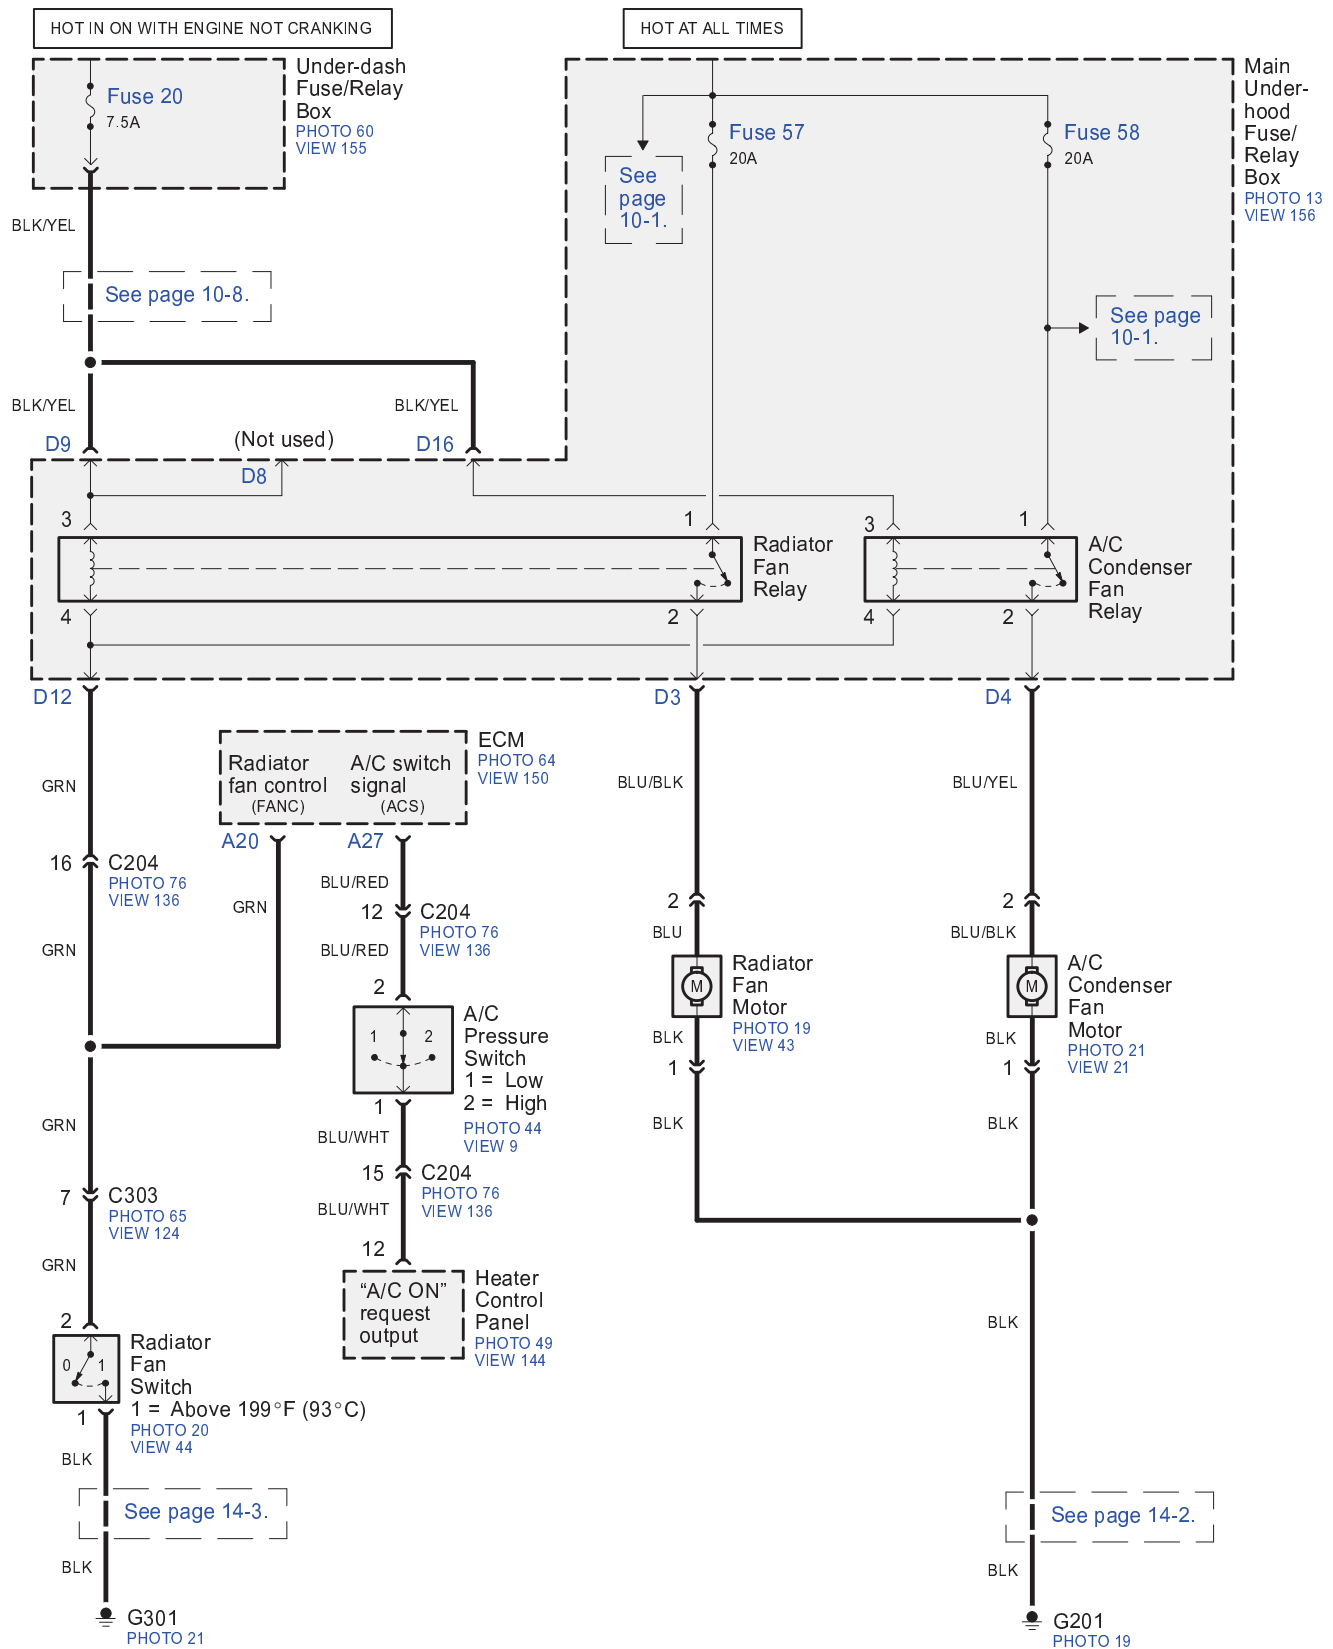 HOT IN ON WITH ENGINE NOT CRANKING
HOT AT ALL TIMES
Fuse 20
7.5A
Under-dash
Fuse/Relay
Box
PHOTO 60
VIEW 155
Fuse 57
20A
Fuse 58
20A
Main
Under-
hood
Fuse/
Relay
Box
PHOTO 13
VIEW 156
See
page
10-1.
BLK/YEL
See page 10-8.
See page
10-1.
BLK/YEL
BLK/YEL
D9
(Not used)
D16
D8
3
1
3
1
Radiator
Fan
Relay
A/C
Condenser
Fan
Relay
4
2
4
2
D12
D3
D4
ECM
PHOTO 64
VIEW 150
Radiator
fan control
(FANC)
A/C switch
signal
(ACS)
GRN
BLU/BLK
BLU/YEL
A20
A27
16
C204
PHOTO 76
VIEW 136
BLU/RED
GRN
12
C204
PHOTO 76
VIEW 136
2
2
GRN
BLU/RED
BLU
BLU/BLK
2
M
Radiator
Fan
Motor
PHOTO 19
VIEW 43
M
A/C
Condenser
Fan
Motor
PHOTO 21
VIEW 21
1
2
A/C
Pressure
Switch
1 = Low
2 = High
PHOTO 44
VIEW 9
BLK
BLK
1
1
1
GRN
BLU/WHT
BLK
BLK
15
C204
PHOTO 76
VIEW 136
7
C303
PHOTO 65
VIEW 124
BLU/WHT
12
GRN
"A/C ON"
request
output
Heater
Control
Panel
PHOTO 49
VIEW 144
BLK
2
0
1
Radiator
Fan
Switch
1 = Above 199°F (93°C)
PHOTO 20
VIEW 44
1
BLK
See page 14-3.
See page 14-2.
BLK
BLK
G301
PHOTO 21
G201
PHOTO 19